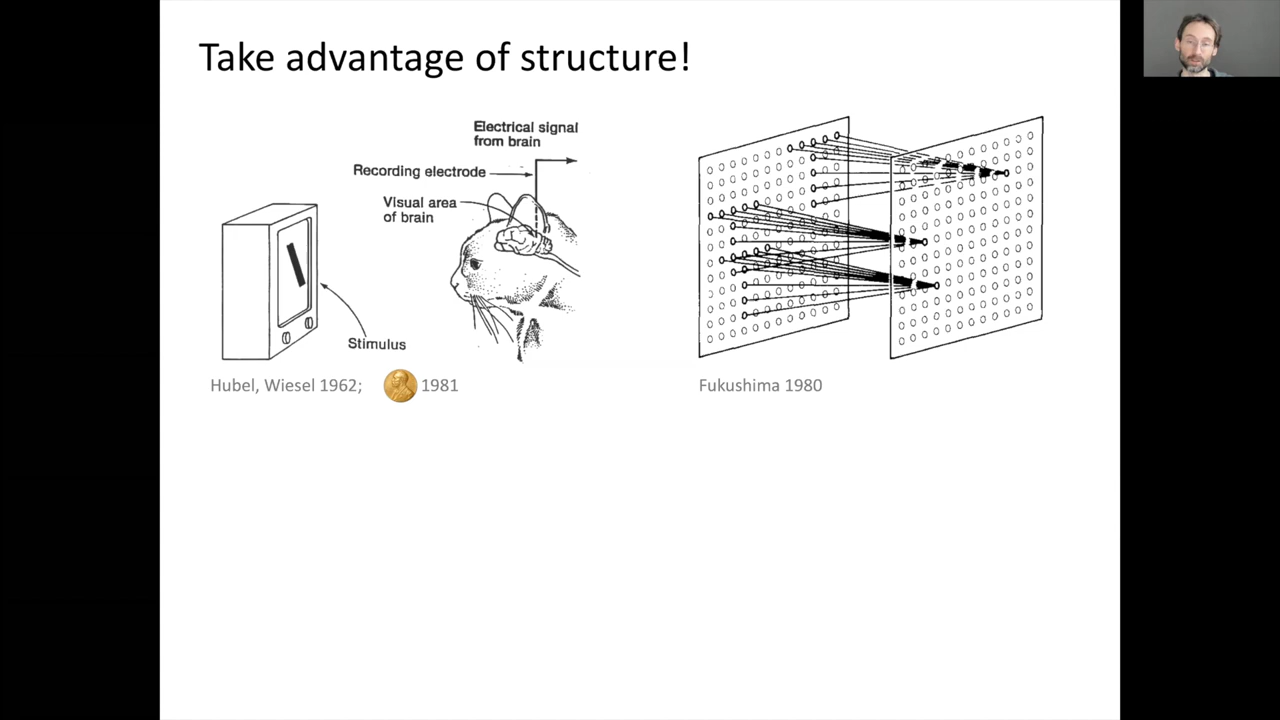 Take advantage of structure!
Electrical signal
from brain
Recording electrode
Visual area
of brain
Stimulus
Hubel, Wiesel 1962; 1981
Fukushima 1980